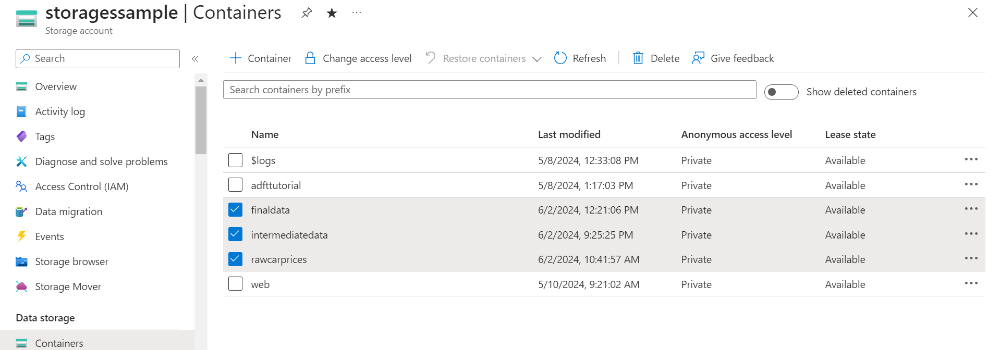 storagessample | Containers
Storage account
Search
Container Change access level Restore containers Refresh Delete Give feedback
Search containers by prefix
Show deleted containers
Overview
Activity log
Tags
Diagnose and solve problems
Access Control (IAM)
Data migration
Events
Storage browser
Storage Mover
Data storage
Containers
Name Last modified Anonymous access level Lease state
$logs 5/8/2024, 12:33:08 PM Private Available
adfttutorial 5/8/2024, 1:17:03 PM Private Available
finaldata 6/2/2024, 12:21:06 PM Private Available
intermediatedata 6/2/2024, 9:25:25 PM Private Available
rawcarprices 6/2/2024, 10:41:57 AM Private Available
web 5/10/2024, 9:21:02 AM Private Available